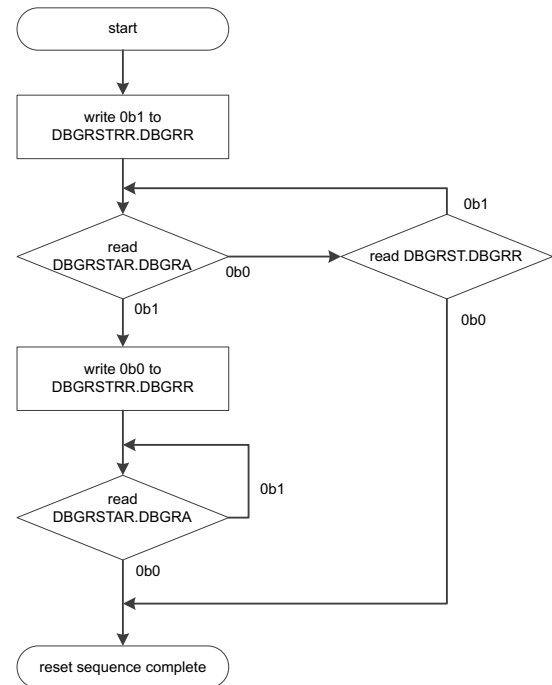 start
write 0b1 to
DBGRSTRR.DBGRR
0b1
read
DBGRSTAR.DBGRA
0b0
read DBGRST.DBGRR
0b1
0b0
write 0b0 to
DBGRSTRR.DBGRR
read
DBGRSTAR.DBGRA
0b1
0b0
reset sequence complete